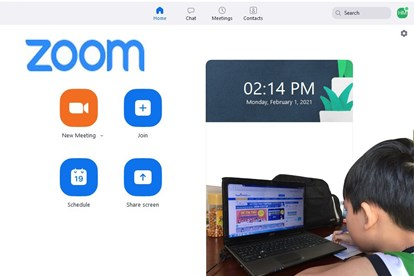 Home
Chat
Meetings
Contacts
Search
zoom
New Meeting
Join
19
Schedule
Share screen
02:14 PM
Monday, February 1, 2021